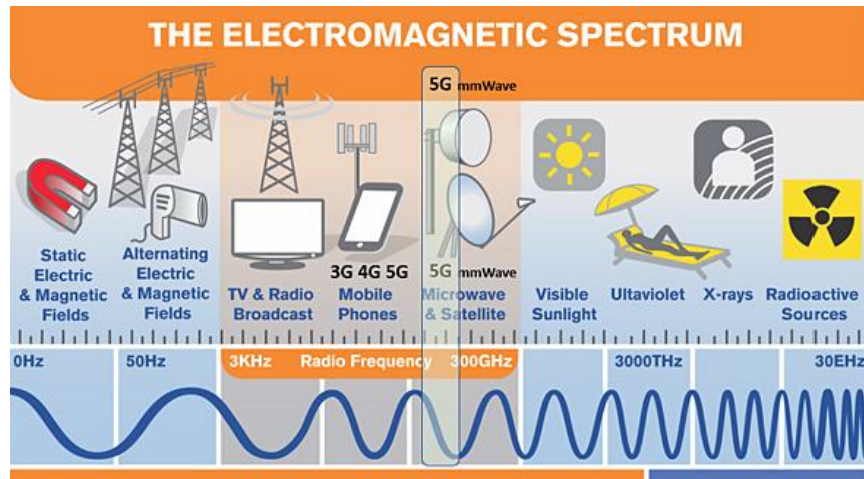 THE ELECTROMAGNETIC SPECTRUM
5G mmWave
Static
Electric
& Magnetic
Fields
Alternating
Electric
& Magnetic
Fields
TV & Radio
Broadcast
3G 4G 5G
Mobile
Phones
5G mmWave
Microwave
& Satellite
Visible
Sunlight
Ultaviolet
X-rays
Radioactive
Sources
0Hz
50Hz
3KHz
Radio Frequency
300GHz
3000THz
30EHz